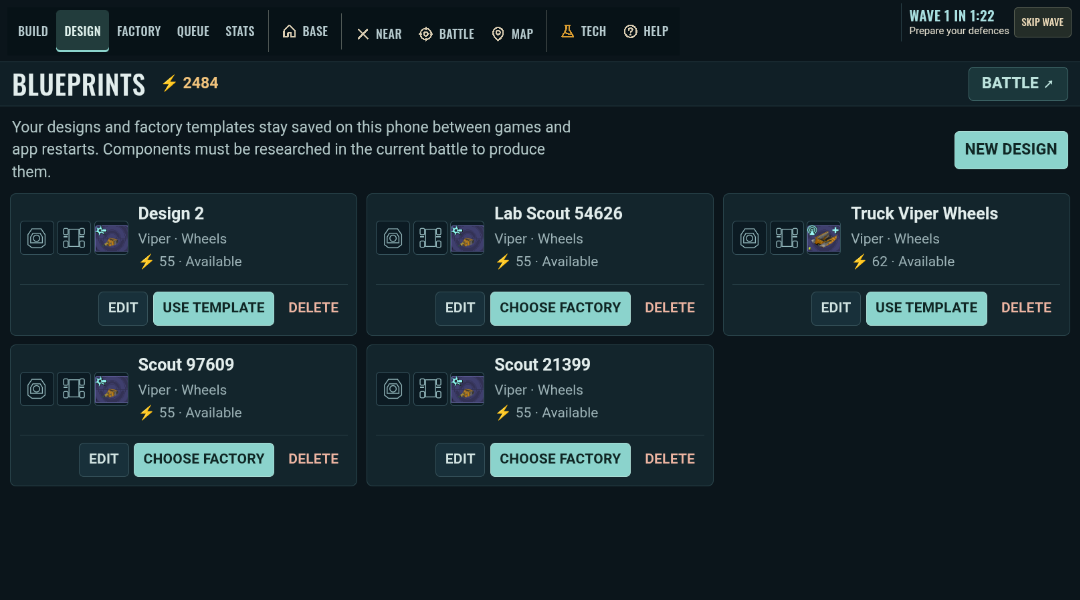 BUILD DESIGN FACTORY QUEUE STATS BASE NEAR BATTLE MAP TECH HELP
WAVE 1 IN 1:22
Prepare your defences
SKIP WAVE
BLUEPRINTS ⚡ 2484
BATTLE ↗
Your designs and factory templates stay saved on this phone between games and
app restarts. Components must be researched in the current battle to produce
them.
NEW DESIGN
Design 2
Viper · Wheels
⚡ 55 · Available
EDIT USE TEMPLATE DELETE
Lab Scout 54626
Viper · Wheels
⚡ 55 · Available
EDIT CHOOSE FACTORY DELETE
Truck Viper Wheels
Viper · Wheels
⚡ 62 · Available
EDIT USE TEMPLATE DELETE
Scout 97609
Viper · Wheels
⚡ 55 · Available
EDIT CHOOSE FACTORY DELETE
Scout 21399
Viper · Wheels
⚡ 55 · Available
EDIT CHOOSE FACTORY DELETE